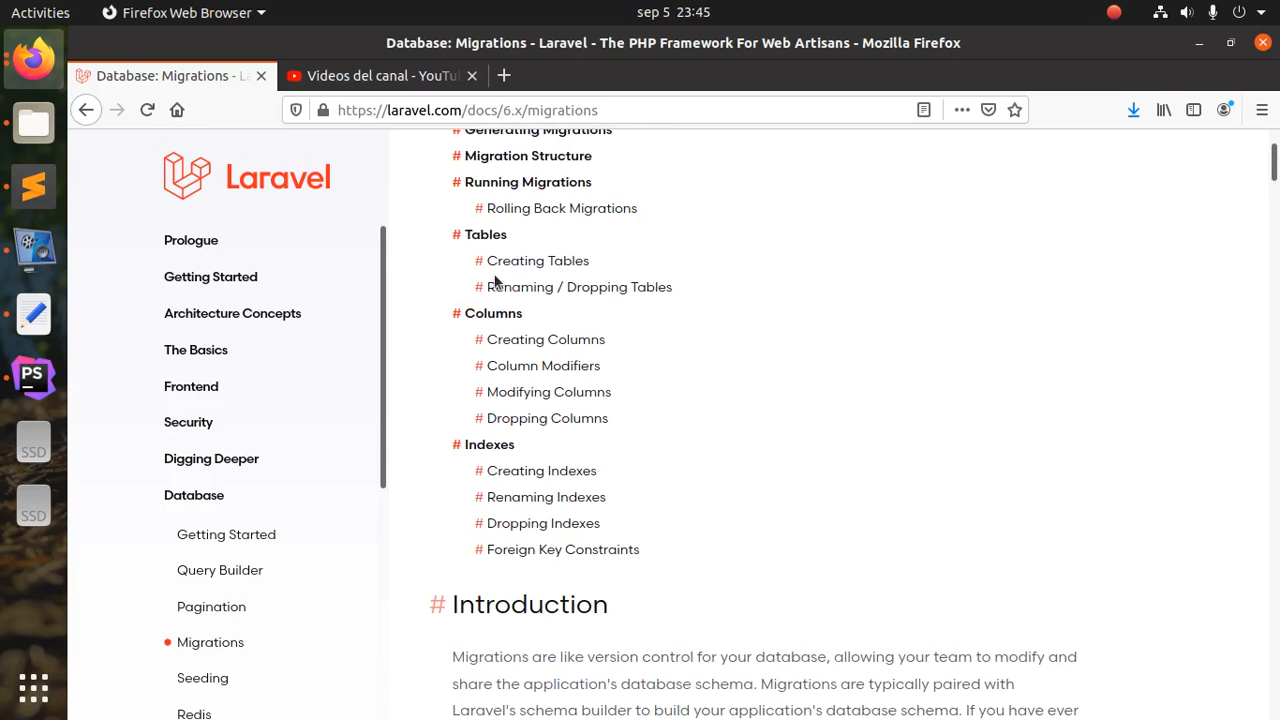 Activities
Firefox Web Browser
sep 5 23:45
Database: Migrations - Laravel - The PHP Framework For Web Artisans - Mozilla Firefox
Database: Migrations - L
Videos del canal - YouTu
https://laravel.com/docs/6.x/migrations
Laravel
Prologue
Getting Started
Architecture Concepts
The Basics
Frontend
Security
Digging Deeper
Database
Getting Started
Query Builder
Pagination
Migrations
Seeding
Redis
# Generating Migrations
# Migration Structure
# Running Migrations
# Rolling Back Migrations
# Tables
# Creating Tables
# Renaming / Dropping Tables
# Columns
# Creating Columns
# Column Modifiers
# Modifying Columns
# Dropping Columns
# Indexes
# Creating Indexes
# Renaming Indexes
# Dropping Indexes
# Foreign Key Constraints
# Introduction
Migrations are like version control for your database, allowing your team to modify and
share the application's database schema. Migrations are typically paired with
Laravel's schema builder to build your application's database schema. If you have ever
PS
SSD
SSD